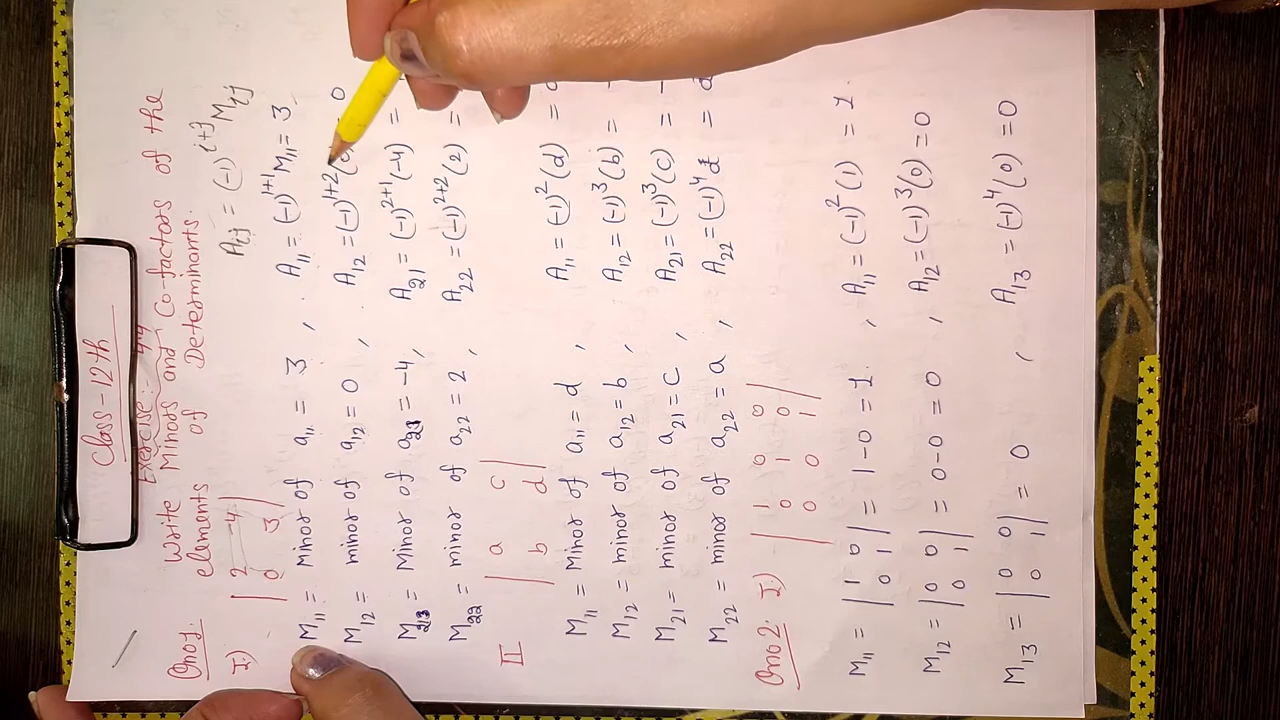 Class-12th
Exercise: 4.4
Qno1. Write Minors and Co-factors of the
elements of Determinants.
Aij = (-1)^i+j Mij
I.) | 2 -4 |
| 0 3 |
M11 = minor of a11 = 3 , A11 = (-1)^1+1 M11 = 3
M12 = minor of a12 = 0 , A12 = (-1)^1+2 (0 0
M21 = Minor of a21 = -4 , A21 = (-1)^2+1 (-4) =
M22 = minor of a22 = 2 , A22 = (-1)^2+2 (2) =
II | a c |
| b d |
M11 = Minor of a11 = d , A11 = (-1)^2 (d) =
M12 = minor of a12 = b , A12 = (-1)^3 (b) = -
M21 = minor of a21 = c , A21 = (-1)^3 (c) = -
M22 = minor of a22 = a , A22 = (-1)^4 d =
Qno2. I.) | 1 0 0 |
| 0 1 0 |
| 0 0 1 |
M11 = | 1 0 | = 1-0 = 1 , A11 = (-1)^2 (1) = 1
| 0 1 |
M12 = | 0 0 | = 0-0 = 0 , A12 = (-1)^3 (0) = 0
| 0 1 |
M13 = | 0 0 | = 0 , A13 = (-1)^4 (0) = 0
| 0 1 |